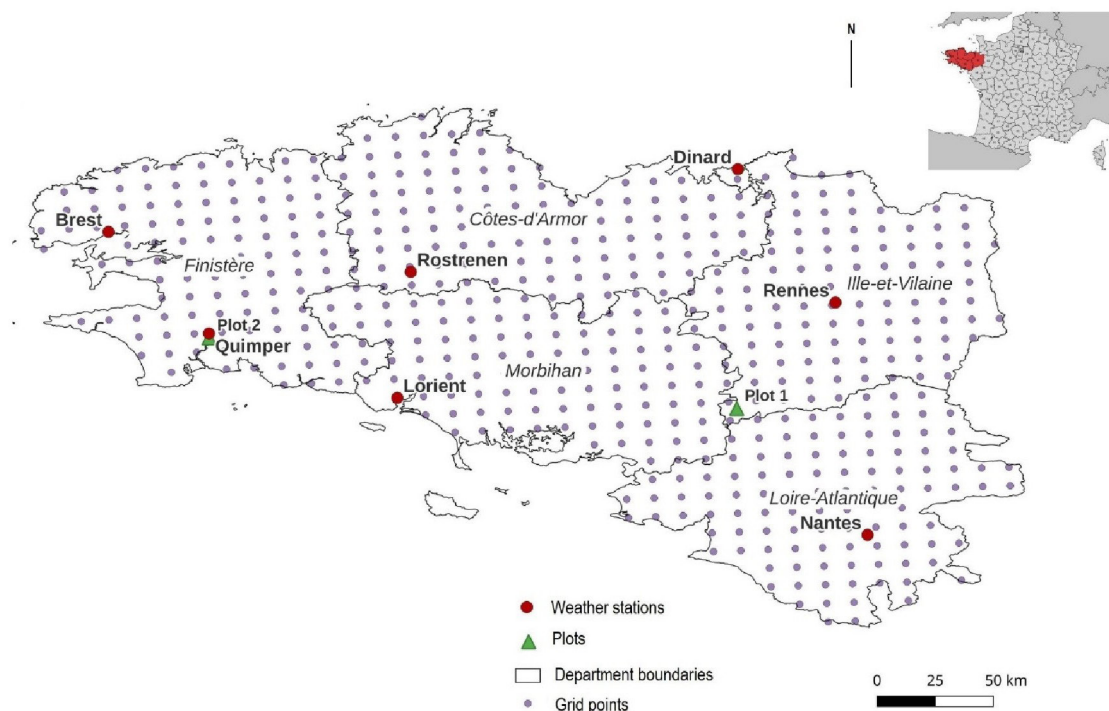 N
Dinard
Côtes-d'Armor
Brest
Finistère
Rostrenen
Ille-et-Vilaine
Rennes
Plot 2
Quimper
Morbihan
Lorient
Plot 1
Loire-Atlantique
Nantes
Weather stations
Plots
Department boundaries
Grid points
0 25 50 km